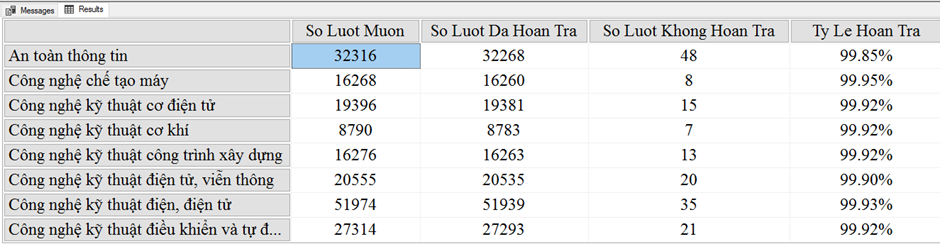 Messages Results
So Luot Muon So Luot Da Hoan Tra So Luot Khong Hoan Tra Ty Le Hoan Tra
An toàn thông tin 32316 32268 48 99.85%
Công nghệ chế tạo máy 16268 16260 8 99.95%
Công nghệ kỹ thuật cơ điện tử 19396 19381 15 99.92%
Công nghệ kỹ thuật cơ khí 8790 8783 7 99.92%
Công nghệ kỹ thuật công trình xây dựng 16276 16263 13 99.92%
Công nghệ kỹ thuật điện tử, viễn thông 20555 20535 20 99.90%
Công nghệ kỹ thuật điện, điện tử 51974 51939 35 99.93%
Công nghệ kỹ thuật điều khiển và tự đ... 27314 27293 21 99.92%